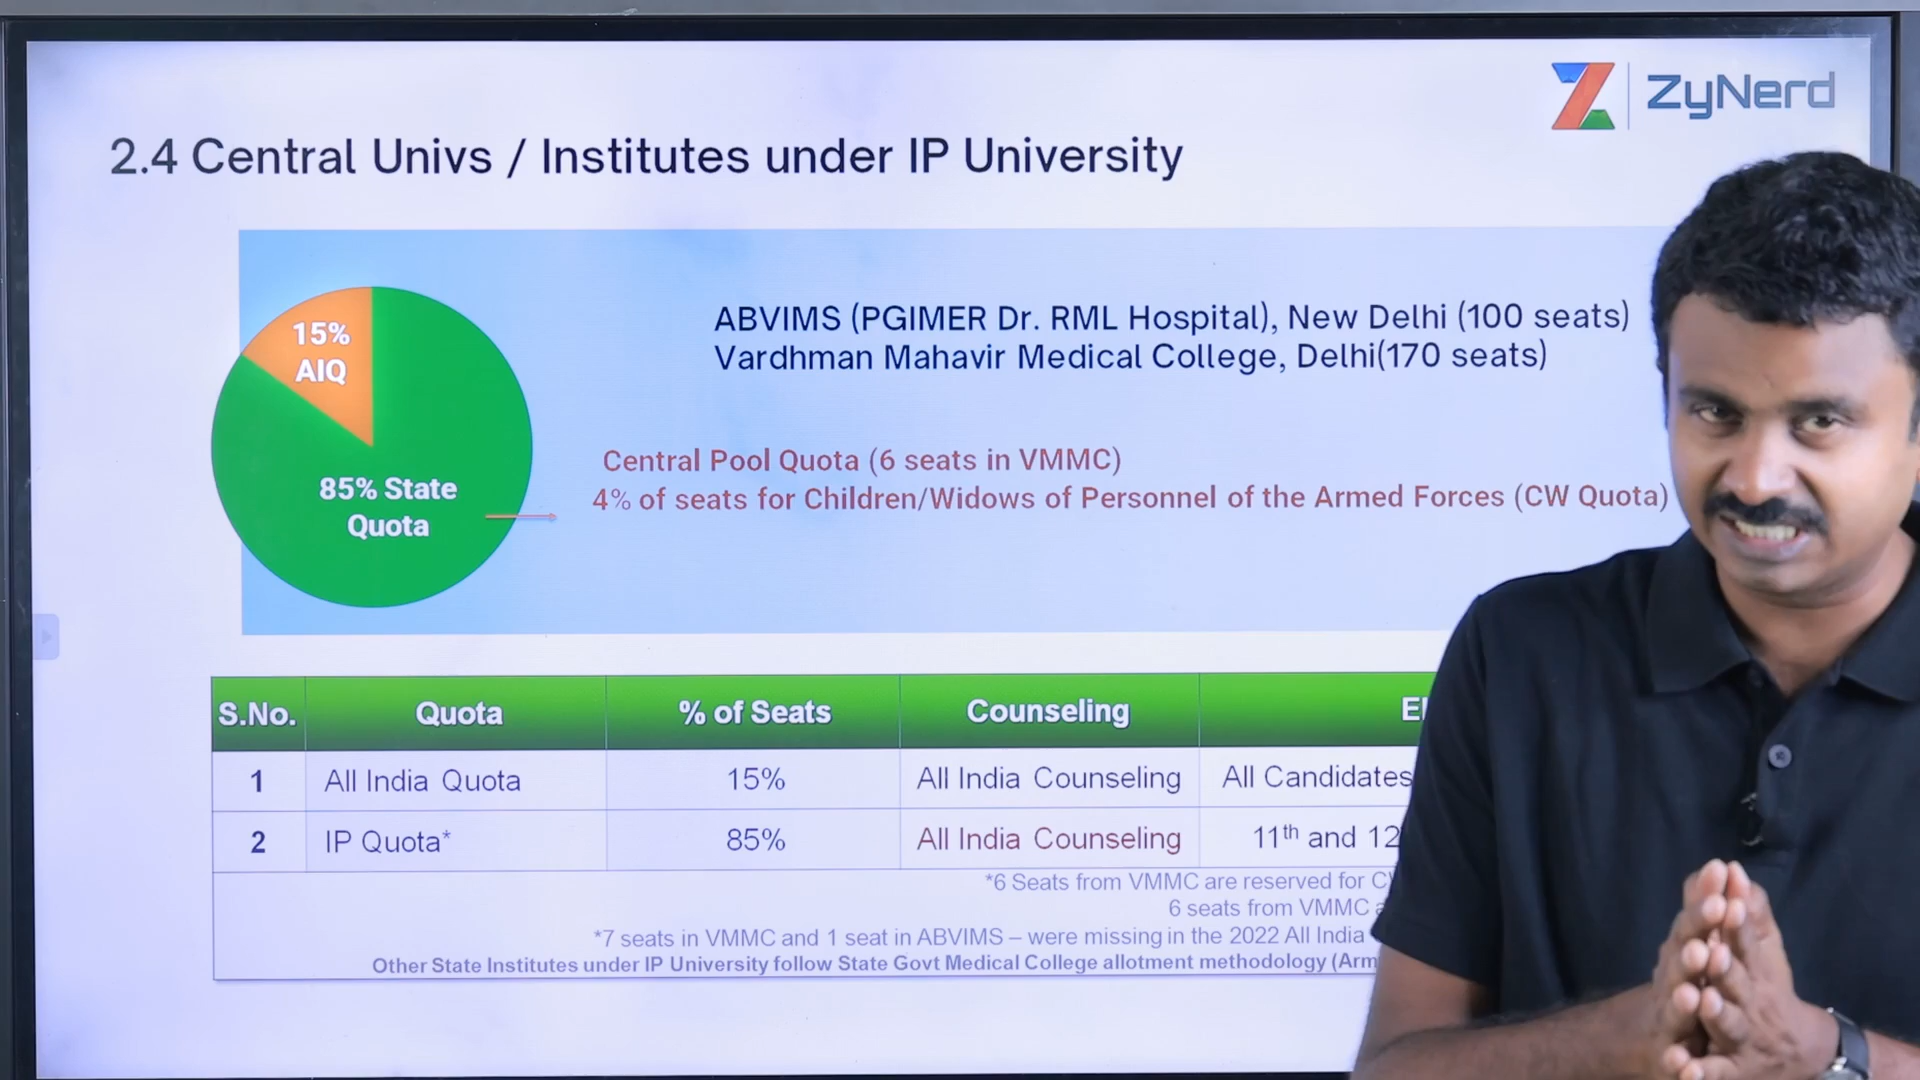 ZyNerd
2.4 Central Univs / Institutes under IP University
15%
AIQ
85% State
Quota
ABVIMS (PGIMER Dr. RML Hospital), New Delhi (100 seats)
Vardhman Mahavir Medical College, Delhi(170 seats)
Central Pool Quota (6 seats in VMMC)
4% of seats for Children/Widows of Personnel of the Armed Forces (CW Quota)
S.No. Quota % of Seats Counseling
1 All India Quota 15% All India Counseling All Candidates
2 IP Quota* 85% All India Counseling 11th and 12
*6 Seats from VMMC are reserved for
6 seats from VMMC
*7 seats in VMMC and 1 seat in ABVIMS – were missing in the 2022 All India
Other State Institutes under IP University follow State Govt Medical College allotment methodology